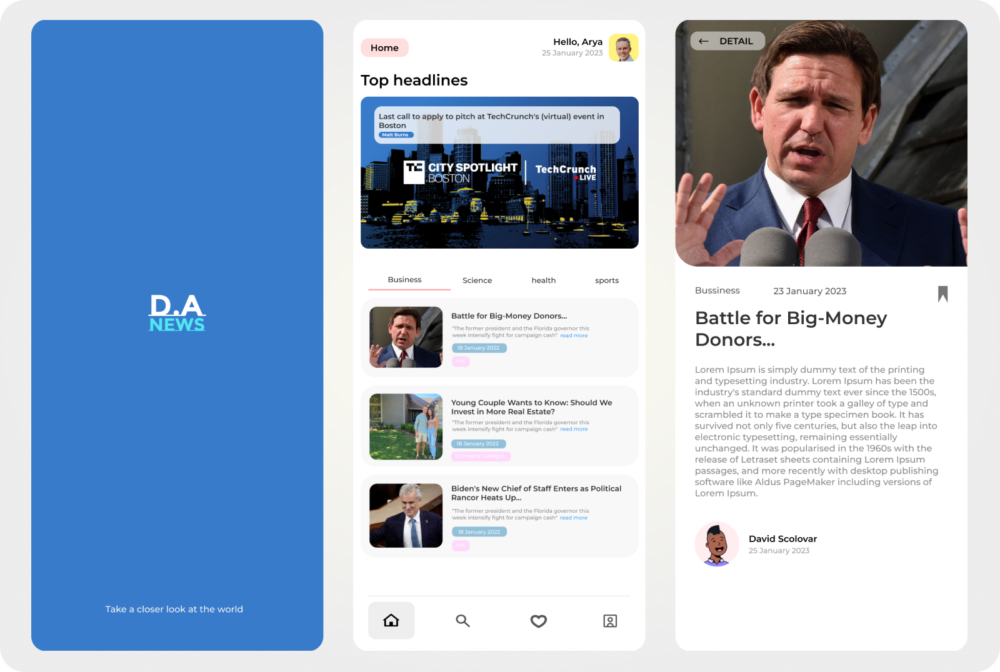 D.A
NEWS
Take a closer look at the world
Home
Hello, Arya
25 January 2023
Top headlines
Last call to apply to pitch at TechCrunch's (virtual) event in
Boston
Matt Burns
TC CITY SPOTLIGHT
BOSTON
TechCrunch
LIVE
Business Science health sports
Battle for Big-Money Donors...
"The former president and the Florida governor this
week intensify fight for campaign cash" read more
18 January 2022
WSJ
Young Couple Wants to Know: Should We
Invest in More Real Estate?
"The former president and the Florida governor this
week intensify fight for campaign cash" read more
18 January 2022
Demetria Gallegos
Biden's New Chief of Staff Enters as Political
Rancor Heats Up...
"The former president and the Florida governor this
week intensify fight for campaign cash" read more
18 January 2022
WSJ
DETAIL
Bussiness 23 January 2023
Battle for Big-Money
Donors...
Lorem Ipsum is simply dummy text of the printing
and typesetting industry. Lorem Ipsum has been the
industry's standard dummy text ever since the 1500s,
when an unknown printer took a galley of type and
scrambled it to make a type specimen book. It has
survived not only five centuries, but also the leap into
electronic typesetting, remaining essentially
unchanged. It was popularised in the 1960s with the
release of Letraset sheets containing Lorem Ipsum
passages, and more recently with desktop publishing
software like Aldus PageMaker including versions of
Lorem Ipsum.
David Scolovar
25 January 2023